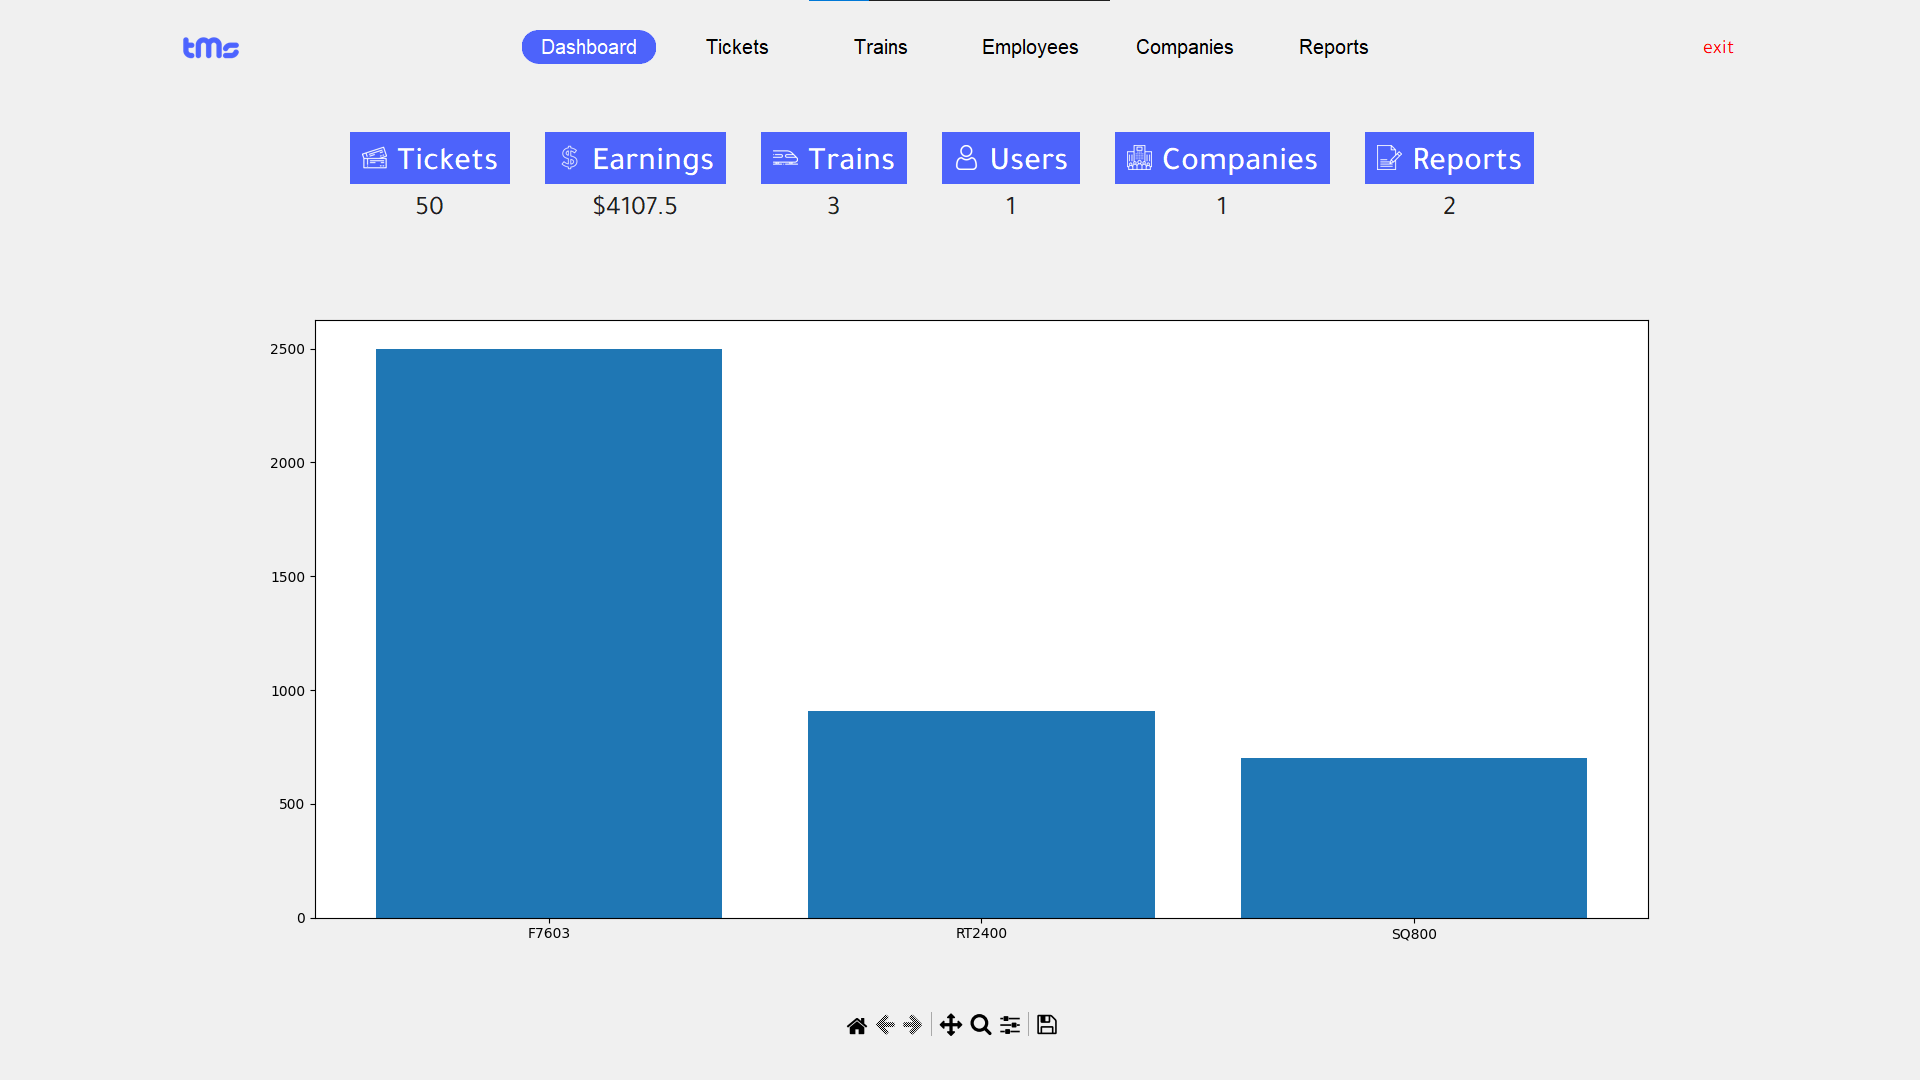 tms Dashboard Tickets Trains Employees Companies Reports exit
Tickets Earnings Trains Users Companies Reports
50 $4107.5 3 1 1 2
2500
2000
1500
1000
500
0
F7603 RT2400 SQ800